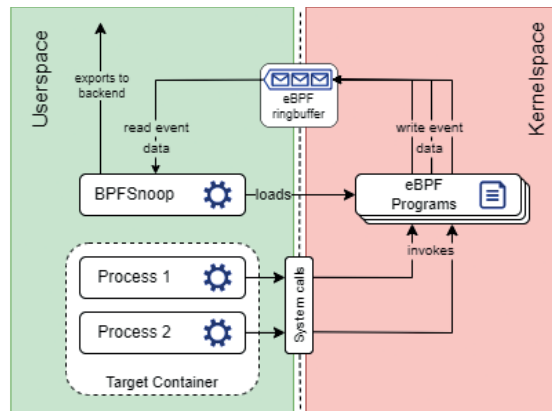 Userspace
Kernelspace
exports to
backend
eBPF
ringbuffer
read event
data
write event
data
BPFSnoop
loads
eBPF
Programs
invokes
Process 1
Process 2
System calls
Target Container